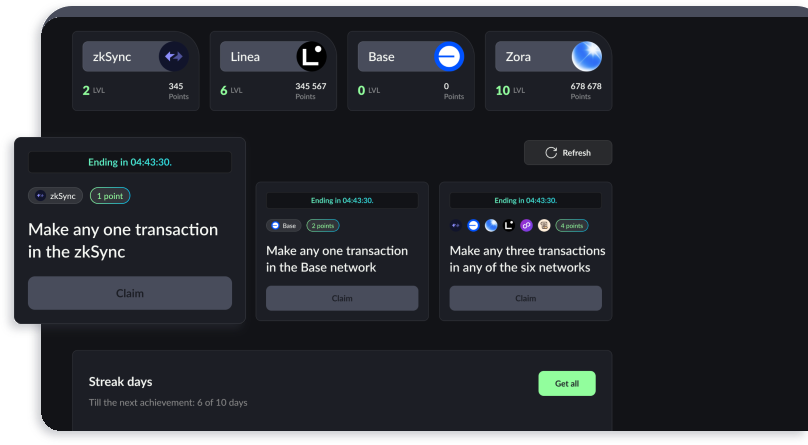 zkSync
2 LVL
345
Points
Linea
6 LVL
345 567
Points
Base
0 LVL
0
Points
Zora
10 LVL
678 678
Points
Refresh
Ending in 04:43:30.
zkSync
1 point
Make any one transaction
in the zkSync
Claim
Ending in 04:43:30.
Base
2 points
Make any one transaction
in the Base network
Claim
Ending in 04:43:30.
4 points
Make any three transactions
in any of the six networks
Claim
Streak days
Till the next achievement: 6 of 10 days
Get all